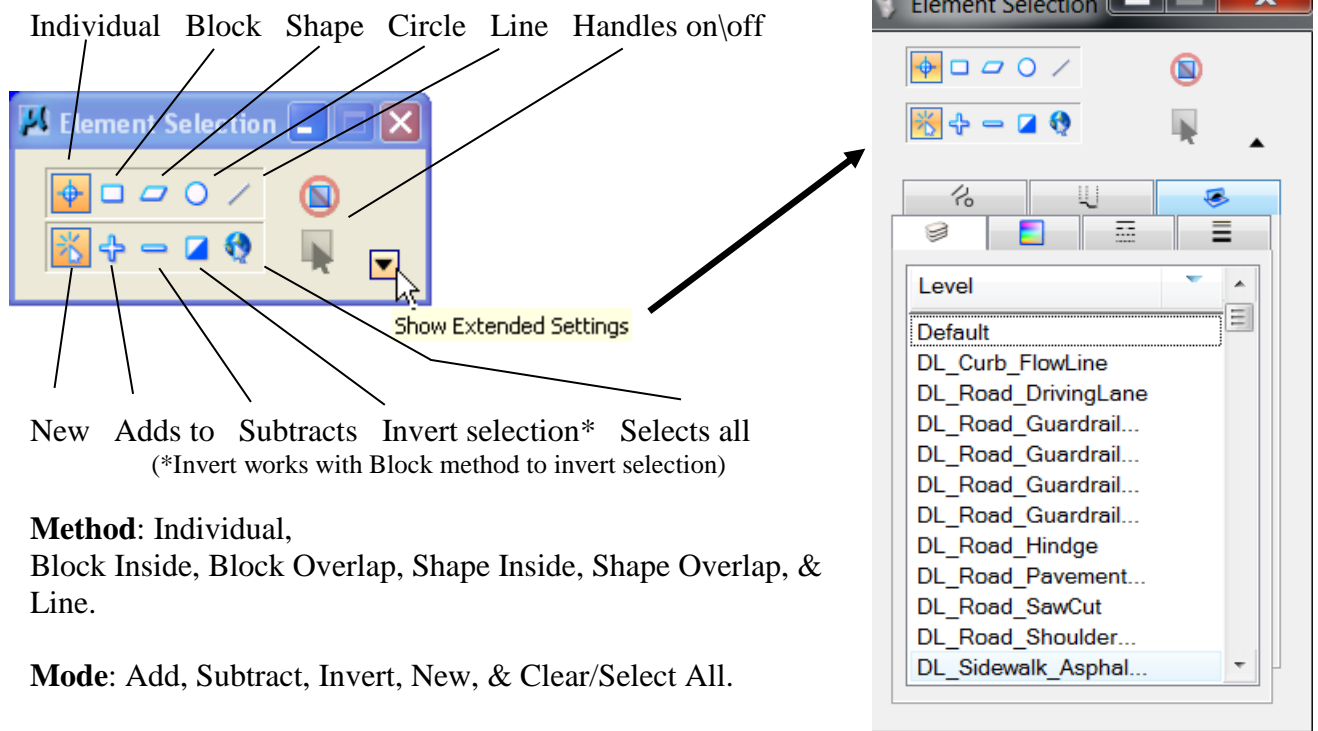 Individual Block Shape Circle Line Handles on\off
Element Selection
Show Extended Settings
New Adds to Subtracts Invert selection* Selects all
(*Invert works with Block method to invert selection)
Method: Individual,
Block Inside, Block Overlap, Shape Inside, Shape Overlap, &
Line.
Mode: Add, Subtract, Invert, New, & Clear/Select All.
Element Selection
Level
Default
DL_Curb_FlowLine
DL_Road_DrivingLane
DL_Road_Guardrail...
DL_Road_Guardrail...
DL_Road_Guardrail...
DL_Road_Guardrail...
DL_Road_Hindge
DL_Road_Pavement...
DL_Road_SawCut
DL_Road_Shoulder...
DL_Sidewalk_Asphal...